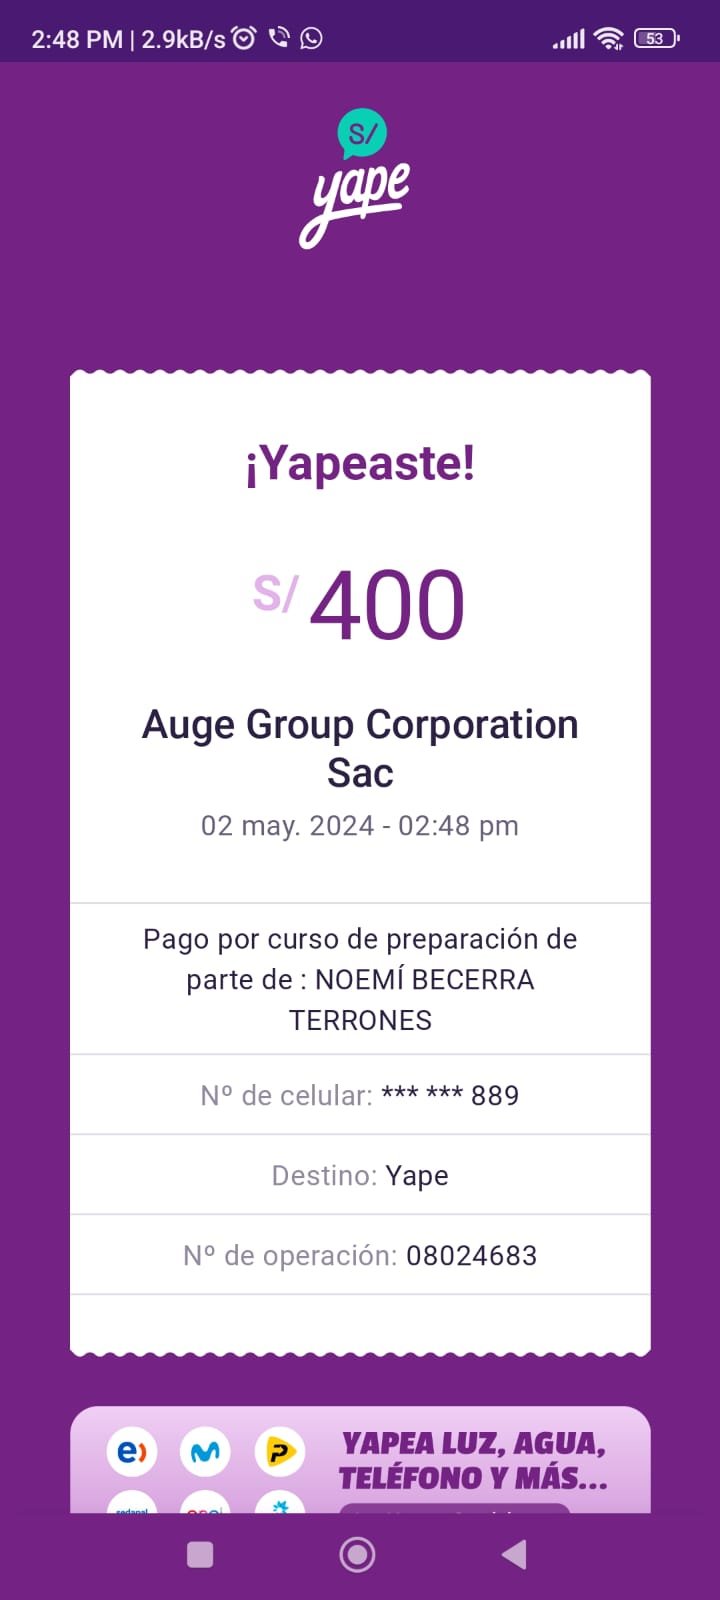 2:48 PM | 2.9kB/s
53
S/
yape
¡Yapeaste!
S/ 400
Auge Group Corporation
Sac
02 may. 2024 - 02:48 pm
Pago por curso de preparación de
parte de : NOEMÍ BECERRA
TERRONES
Nº de celular: *** *** 889
Destino: Yape
Nº de operación: 08024683
YAPEA LUZ, AGUA,
TELÉFONO Y MÁS...